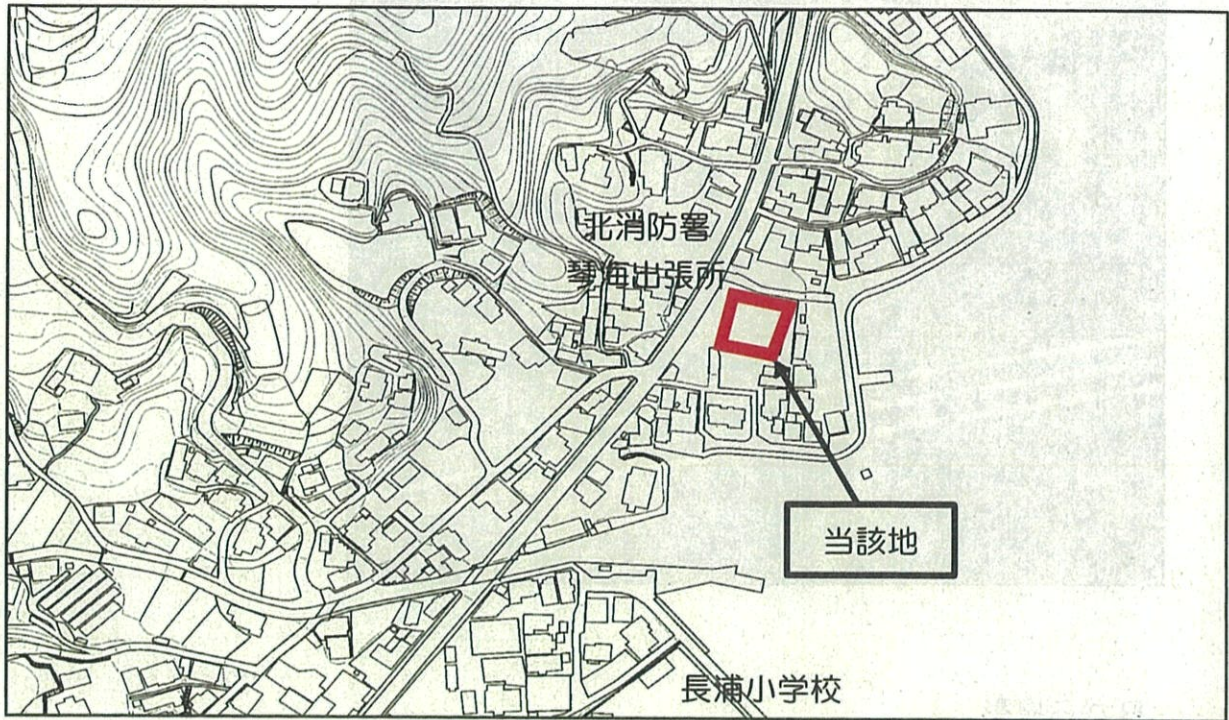 北消防署
琴海出張所
当該地
長浦小学校